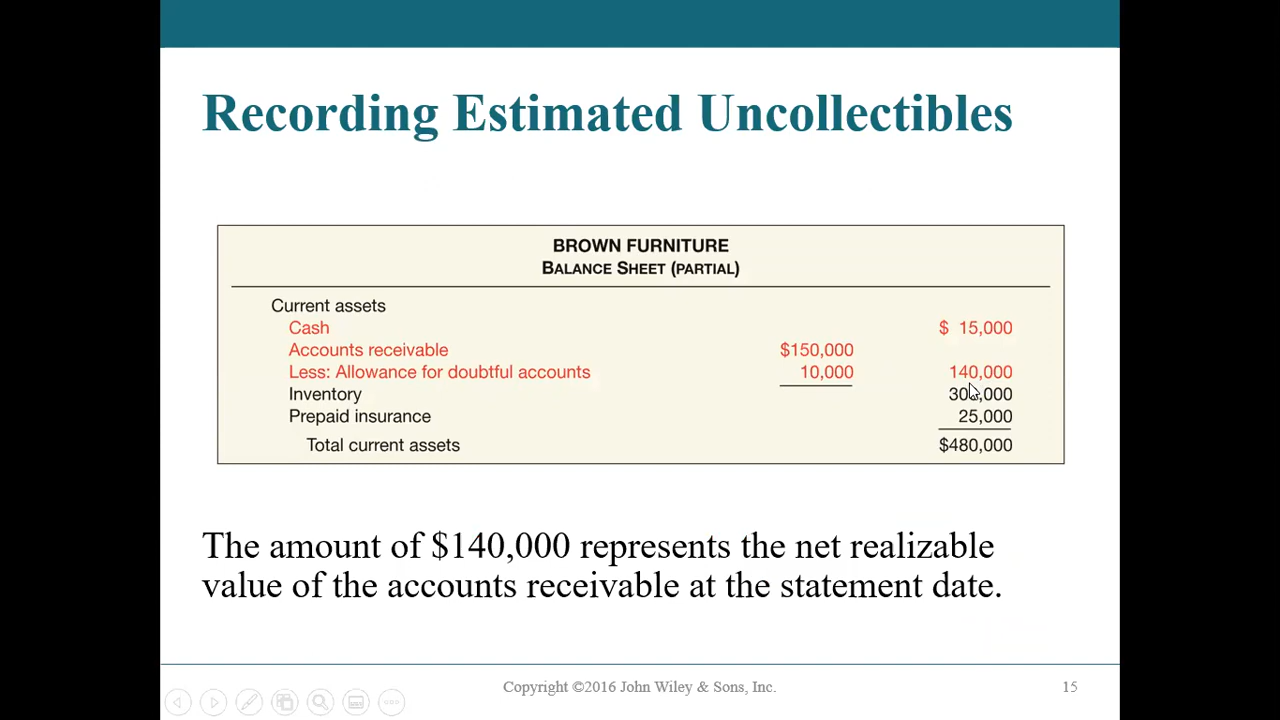 Recording Estimated Uncollectibles
BROWN FURNITURE
BALANCE SHEET (PARTIAL)
Current assets
Cash $ 15,000
Accounts receivable $150,000
Less: Allowance for doubtful accounts 10,000 140,000
Inventory
Prepaid insurance 25,000
Total current assets $480,000
The amount of $140,000 represents the net realizable
value of the accounts receivable at the statement date.
Copyright ©2016 John Wiley & Sons, Inc. 15